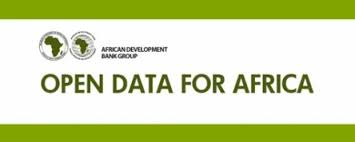 AFRICAN DEVELOPMENT
BANK GROUP
OPEN DATA FOR AFRICA